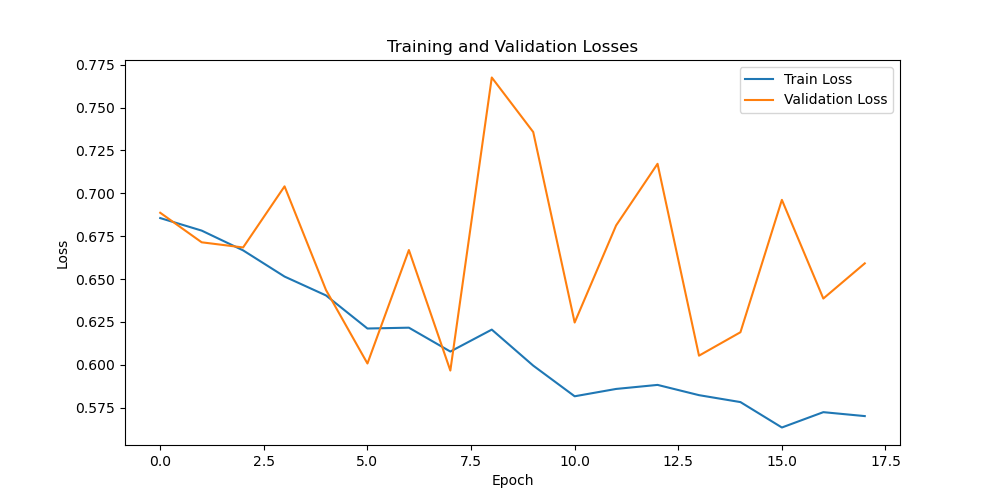 Training and Validation Losses
Train Loss
Validation Loss
Loss
0.775
0.750
0.725
0.700
0.675
0.650
0.625
0.600
0.575
0.0 2.5 5.0 7.5 10.0 12.5 15.0 17.5
Epoch